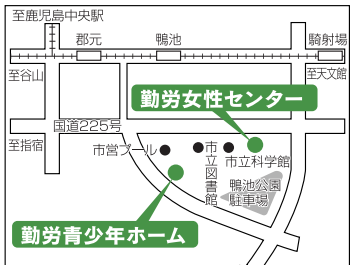 至鹿児島中央駅
郡元
鴨池
騎射場
至谷山
至天文館
勤労女性センター
国道225号
至指宿
市営プール
市立図書館
市立科学館
鴨池公園
駐車場
勤労青少年ホーム